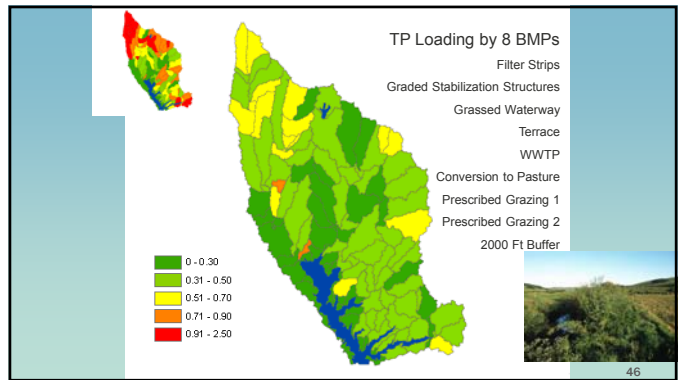 TP Loading by 8 BMPs
Filter Strips
Graded Stabilization Structures
Grassed Waterway
Terrace
WWTP
Conversion to Pasture
Prescribed Grazing 1
Prescribed Grazing 2
2000 Ft Buffer
0 - 0.30
0.31 - 0.50
0.51 - 0.70
0.71 - 0.90
0.91 - 2.50
46